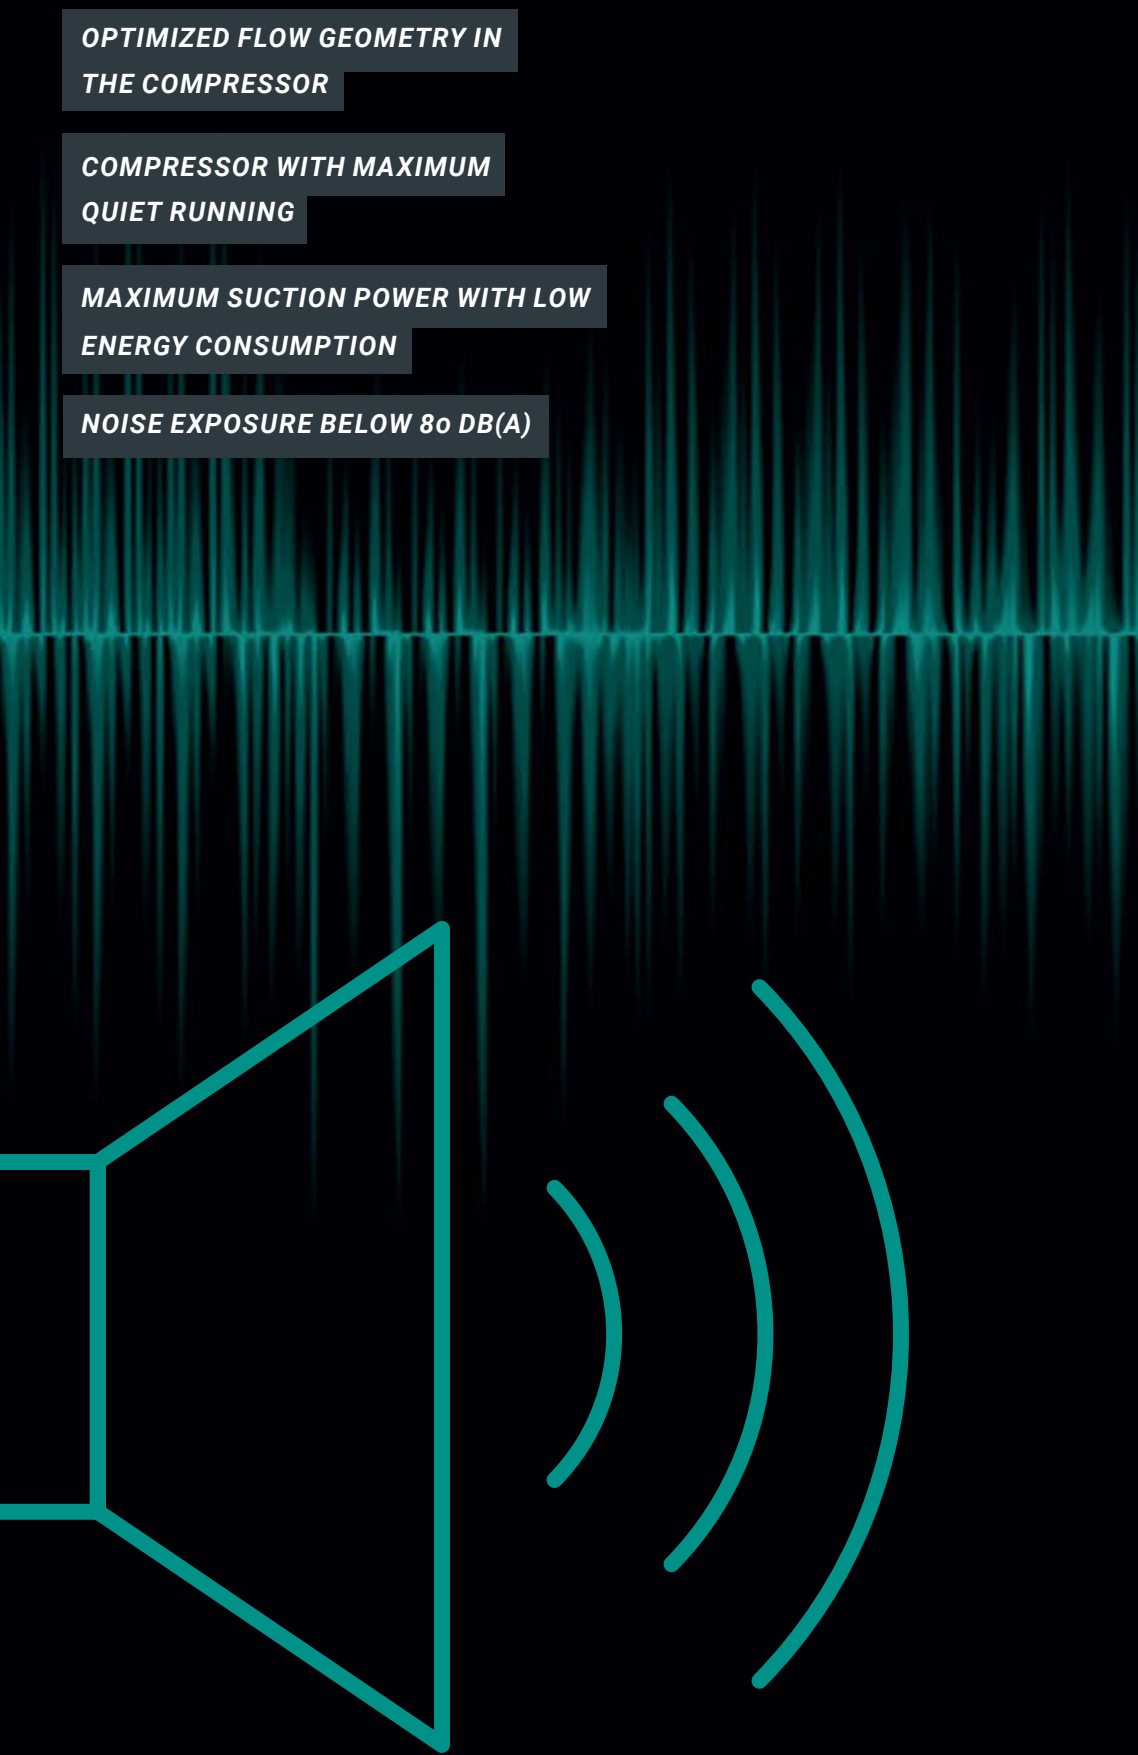 OPTIMIZED FLOW GEOMETRY IN
THE COMPRESSOR
COMPRESSOR WITH MAXIMUM
QUIET RUNNING
MAXIMUM SUCTION POWER WITH LOW
ENERGY CONSUMPTION
NOISE EXPOSURE BELOW 80 DB(A)